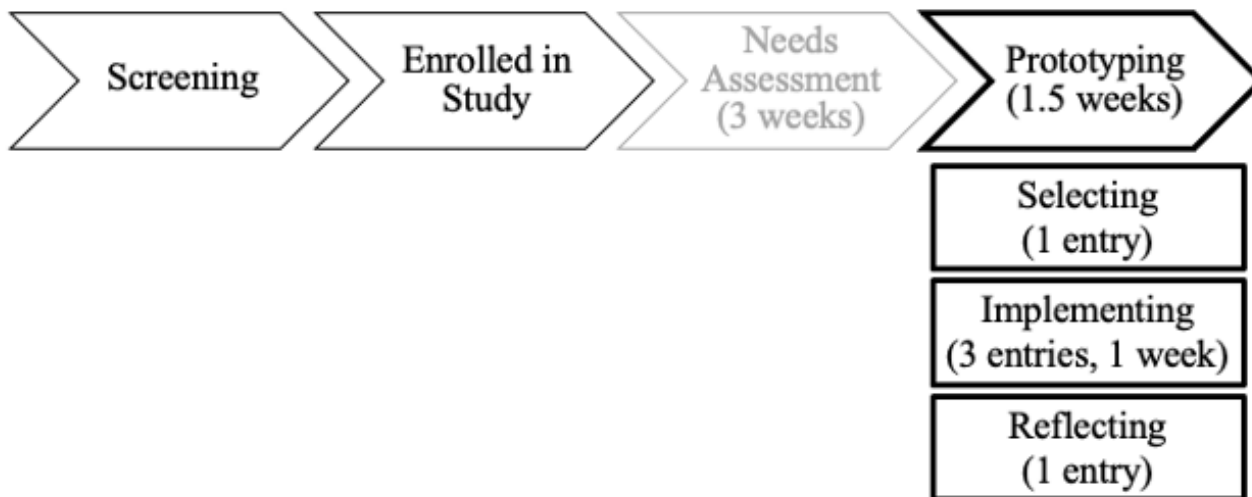 Screening
Enrolled in
Study
Needs
Assessment
(3 weeks)
Prototyping
(1.5 weeks)
Selecting
(1 entry)
Implementing
(3 entries, 1 week)
Reflecting
(1 entry)